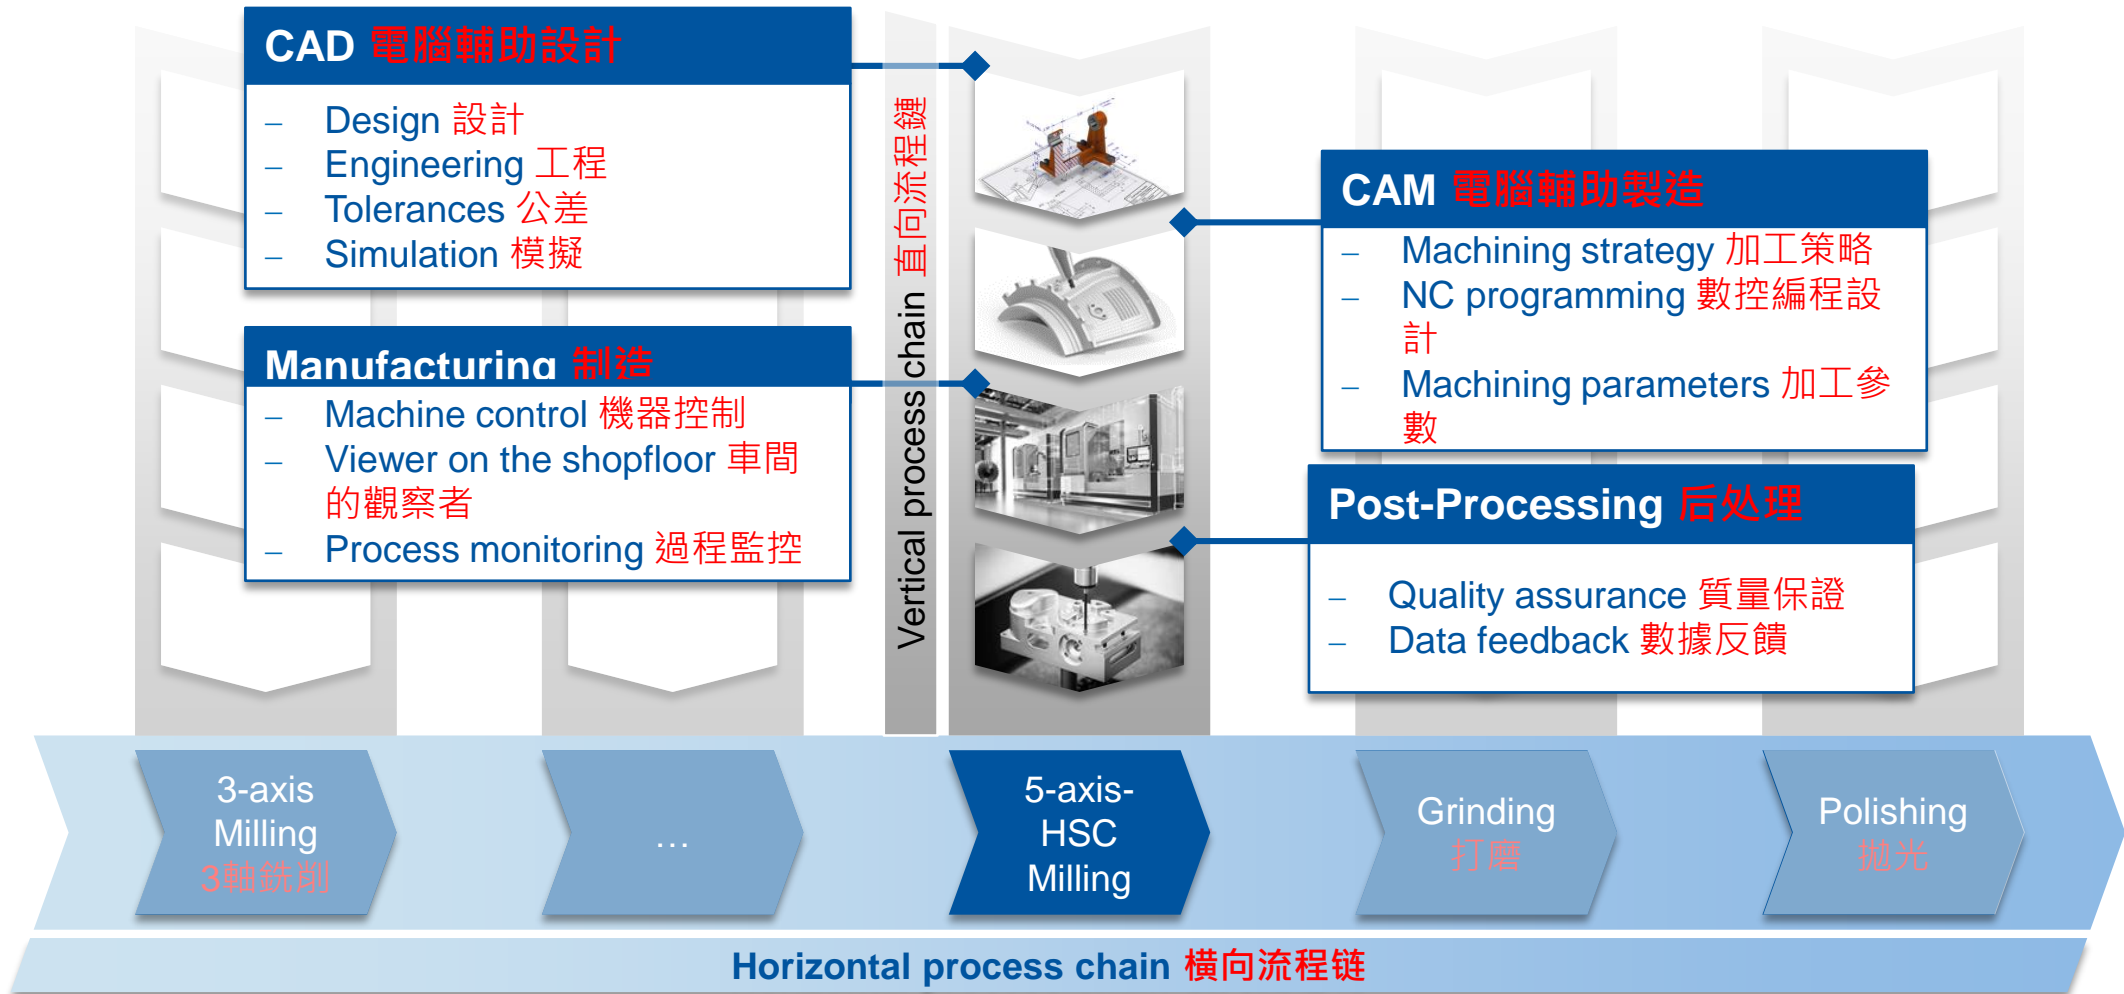 CAD 電腦輔助設計
– Design 設計
– Engineering 工程
– Tolerances 公差
– Simulation 模擬
Manufacturing 制造
– Machine control 機器控制
– Viewer on the shopfloor 車間
的觀察者
– Process monitoring 過程監控
Vertical process chain 直向流程鏈
CAM 電腦輔助製造
– Machining strategy 加工策略
– NC programming 數控編程設
計
– Machining parameters 加工參
數
Post-Processing 后处理
– Quality assurance 質量保證
– Data feedback 數據反饋
3-axis
Milling
3軸銑削
…
5-axis-
HSC
Milling
Grinding
打磨
Polishing
拋光
Horizontal process chain 橫向流程链